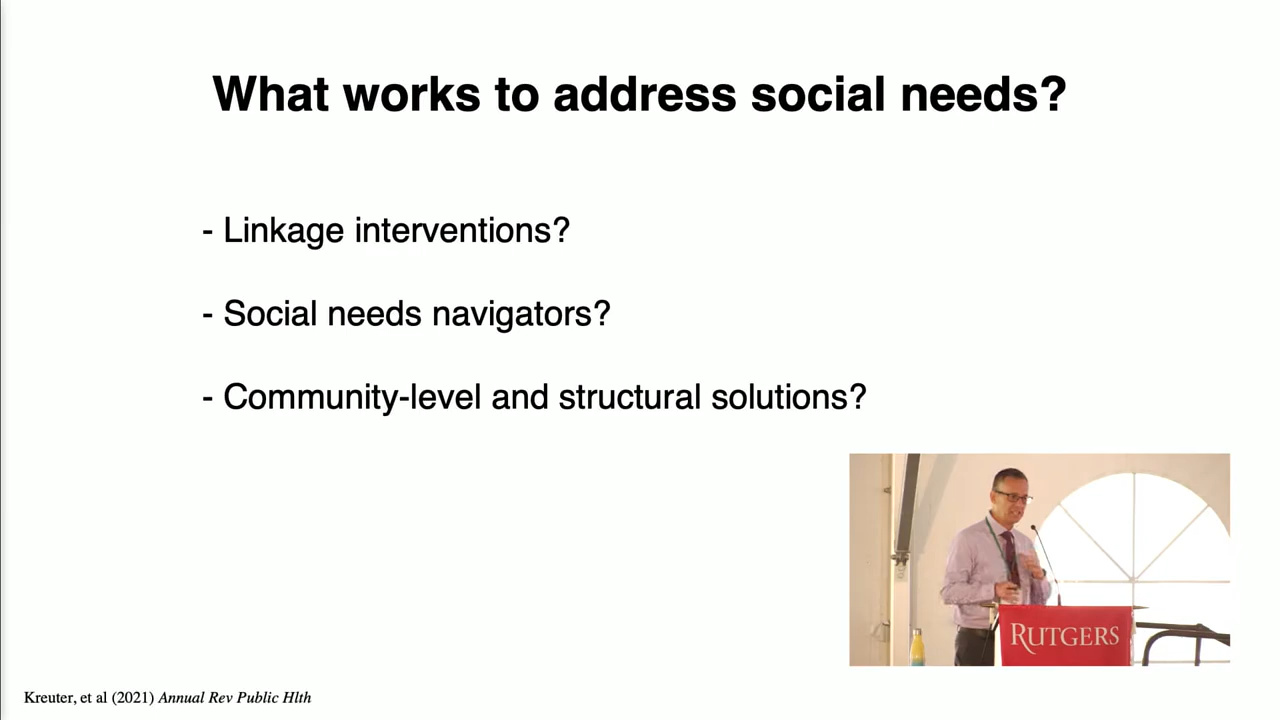 What works to address social needs?
- Linkage interventions?
- Social needs navigators?
- Community-level and structural solutions?
RUTGERS
Kreuter, et al (2021) Annual Rev Public Hlth